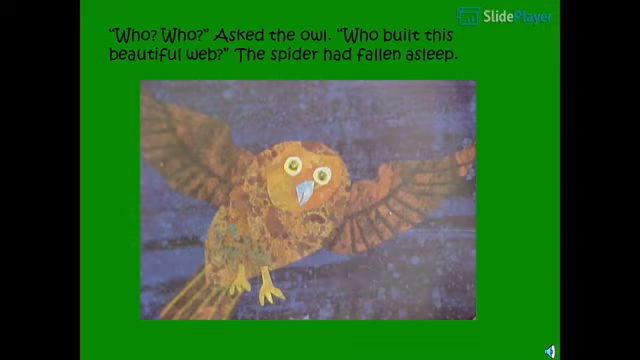 SlidePlayer
“Who? Who?” Asked the owl. “Who built this
beautiful web?” The spider had fallen asleep.